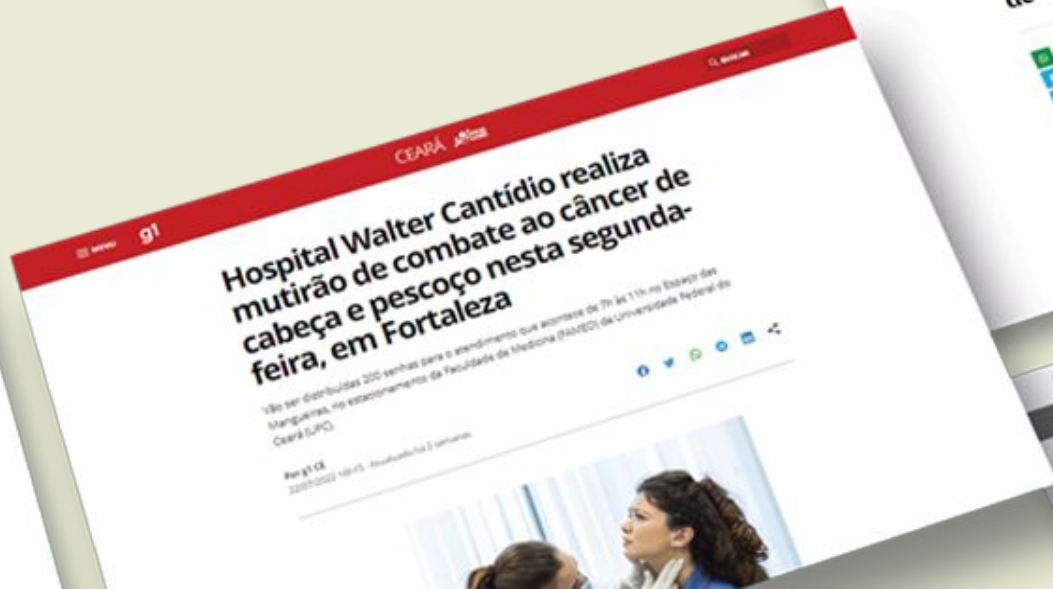 MENU
g1
CEARÁ
BUSCAR
Hospital Walter Cantídio realiza
mutirão de combate ao câncer de
cabeça e pescoço nesta segunda-
feira, em Fortaleza
Vão ser distribuídas 200 senhas para o atendimento que acontece de 7h às 11h no Espaço das
Mangueiras, no estacionamento da Faculdade de Medicina (FAMED) da Universidade Federal do
Ceará (UFC).
Por g1 CE